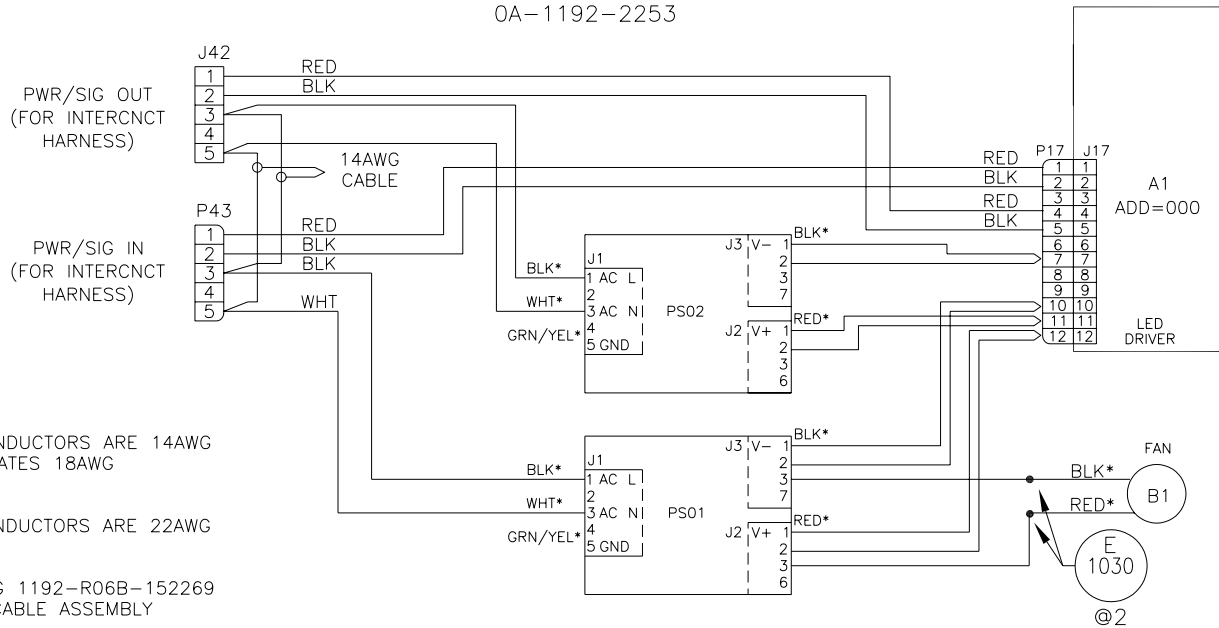 0A-1192-2253
J42
1
2
3
4
5
PWR/SIG OUT
(FOR INTERCNCT
HARNESS)
RED
BLK
14AWG
CABLE
P43
1
2
3
4
5
PWR/SIG IN
(FOR INTERCNCT
HARNESS)
RED
BLK
BLK
WHT
RED
BLK
RED
BLK
P17 J17
1 1
2 2
3 3
4 4
5 5
6 6
7 7
8 8
9 9
10 10
11 11
12 12
A1
ADD=000
LED
DRIVER
BLK*
WHT*
GRN/YEL*
J1
1 AC L
2
3 AC N
4
5 GND
PS02
J3 V- 1
2
3
7
BLK*
J2 V+ 1
2
3
6
RED*
BLK*
WHT*
GRN/YEL*
J1
1 AC L
2
3 AC N
4
5 GND
PS01
J3 V- 1
2
3
7
BLK*
J2 V+ 1
2
3
6
RED*
FAN
BLK*
RED*
B1
E
1030
@2
NDUCTORS ARE 14AWG
ATES 18AWG
NDUCTORS ARE 22AWG
G 1192-R06B-152269
CABLE ASSEMBLY